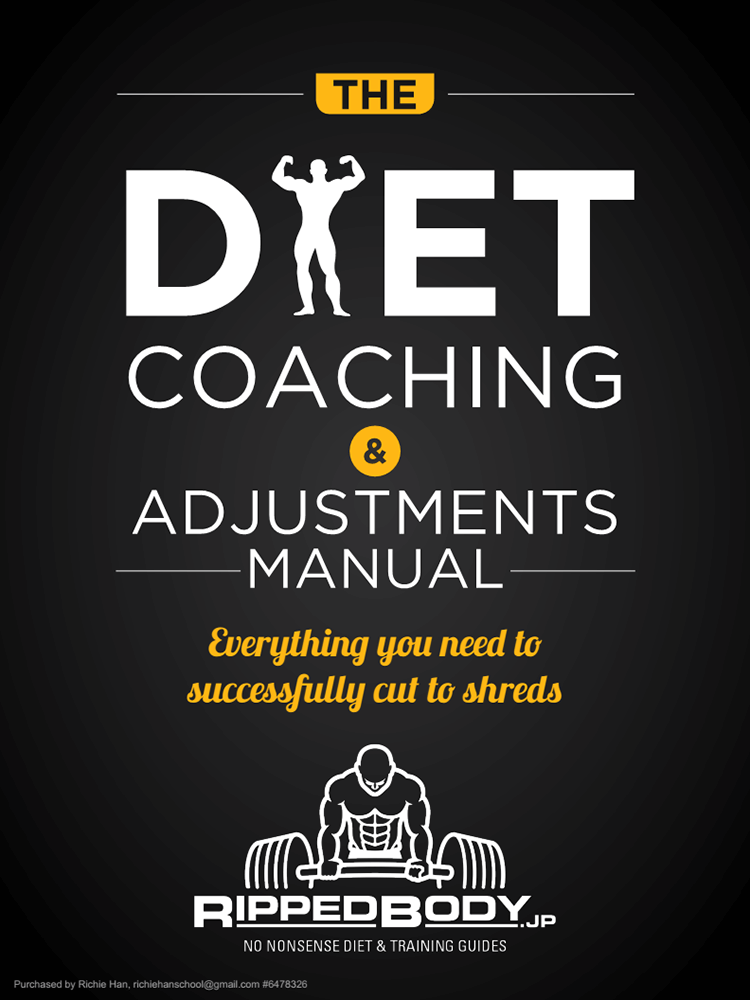 THE
DIET
COACHING
&
ADJUSTMENTS
MANUAL
Everything you need to
successfully cut to shreds
RIPPEDBODY.JP
NO NONSENSE DIET & TRAINING GUIDES
Purchased by Richie Han, richiehanschool@gmail.com #6478326